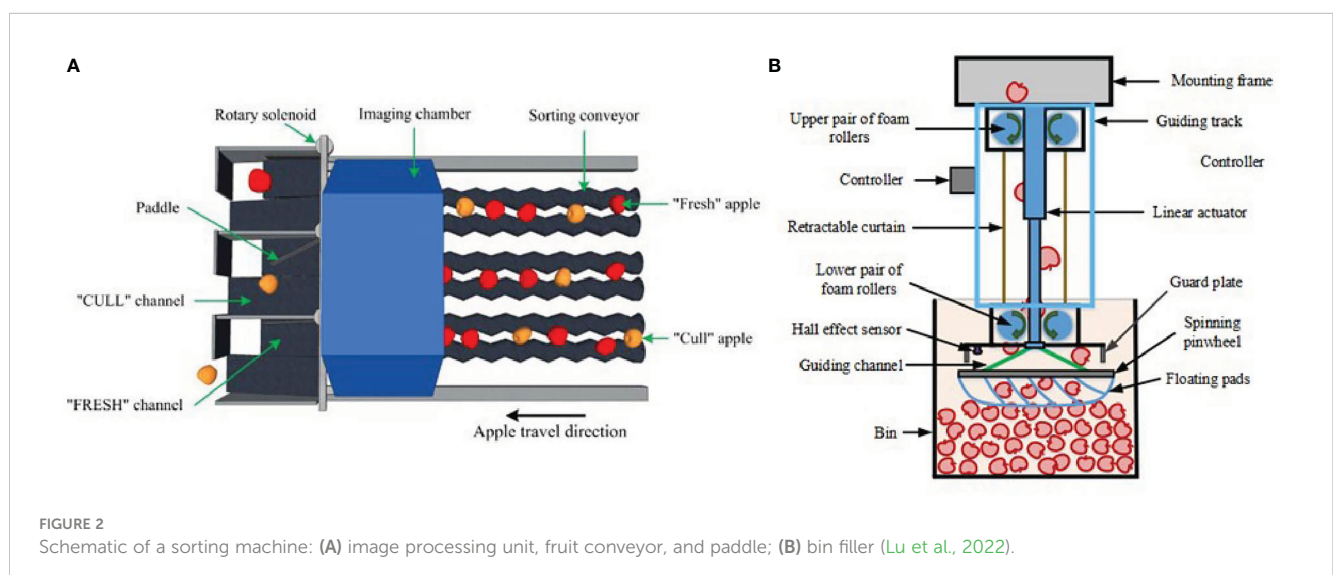 A
Rotary solenoid
Imaging chamber
Sorting conveyor
Paddle
"Fresh" apple
"CULL" channel
"Cull" apple
"FRESH" channel
Apple travel direction
B
Mounting frame
Upper pair of foam
rollers
Guiding track
Controller
Controller
Linear actuator
Retractable curtain
Lower pair of
foam rollers
Guard plate
Hall effect sensor
Spinning
pinwheel
Guiding channel
Floating pads
Bin
FIGURE 2
Schematic of a sorting machine: (A) image processing unit, fruit conveyor, and paddle; (B) bin filler (Lu et al., 2022).